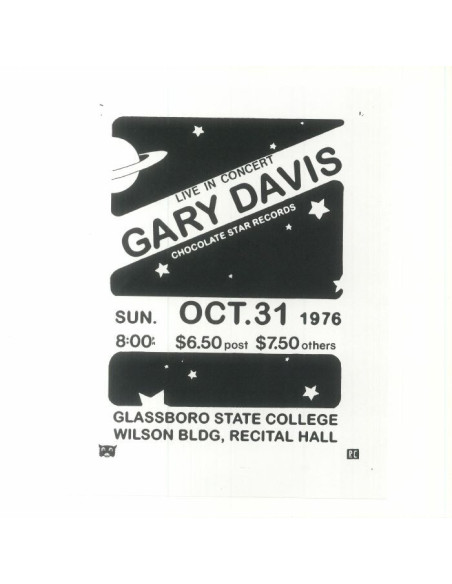 LIVE IN CONCERT
GARY DAVIS
CHOCOLATE STAR RECORDS
SUN. OCT.31 1976
8:00 $6.50 post $7.50 others
GLASSBORO STATE COLLEGE
WILSON BLDG, RECITAL HALL